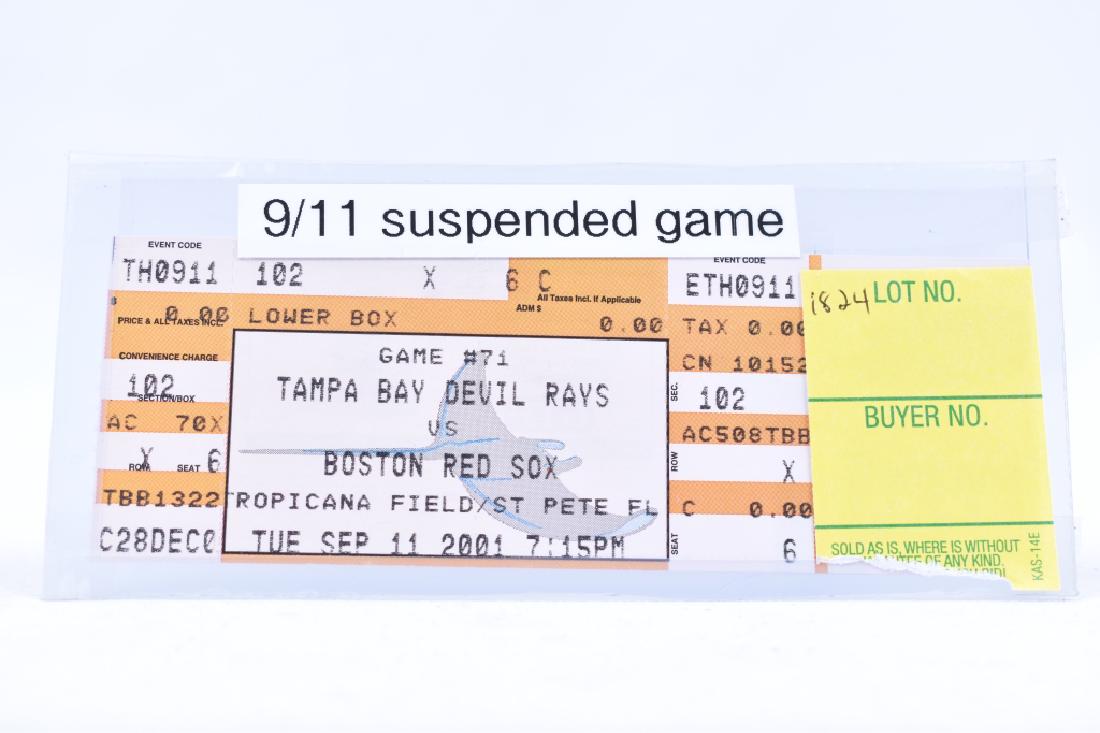 9/11 suspended game
EVENT CODE
TH0911 102 X 6 C
EVENT CODE
ETH0911
All Taxes Incl. If Applicable
ADM $
$ 0.00 LOWER BOX 0.00
PRICE & ALL TAXES INCL.
TAX 0.00
CONVENIENCE CHARGE
GAME #71
CN 10152
102
SECTION/BOX
TAMPA BAY DEVIL RAYS
SEC. 102
AC 70X
VS
AC508TBB
X 6
ROW SEAT
BOSTON RED SOX
ROW X
TBB1322
TROPICANA FIELD/ST PETE FL
C 0.00
C28DEC0
TUE SEP 11 2001 7:15PM
SEAT 6
1824 LOT NO.
BUYER NO.
SOLD AS IS, WHERE IS WITHOUT
OF ANY KIND.
KAS-14E